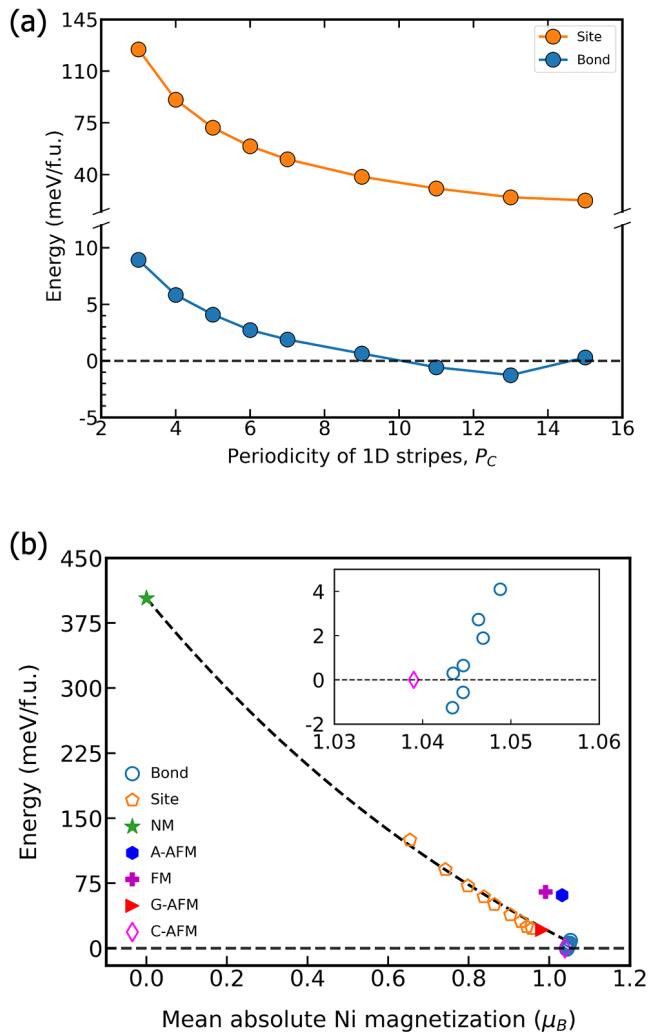 (a)
145
110
75
40
10
5
0
-5
Energy (meV/f.u.)
Site
Bond
2 4 6 8 10 12 14 16
Periodicity of 1D stripes, P_C
(b)
450
375
300
225
150
75
0
Energy (meV/f.u.)
4
2
0
-2
1.03 1.04 1.05 1.06
Bond
Site
NM
A-AFM
FM
G-AFM
C-AFM
0.0 0.2 0.4 0.6 0.8 1.0 1.2
Mean absolute Ni magnetization (μ_B)